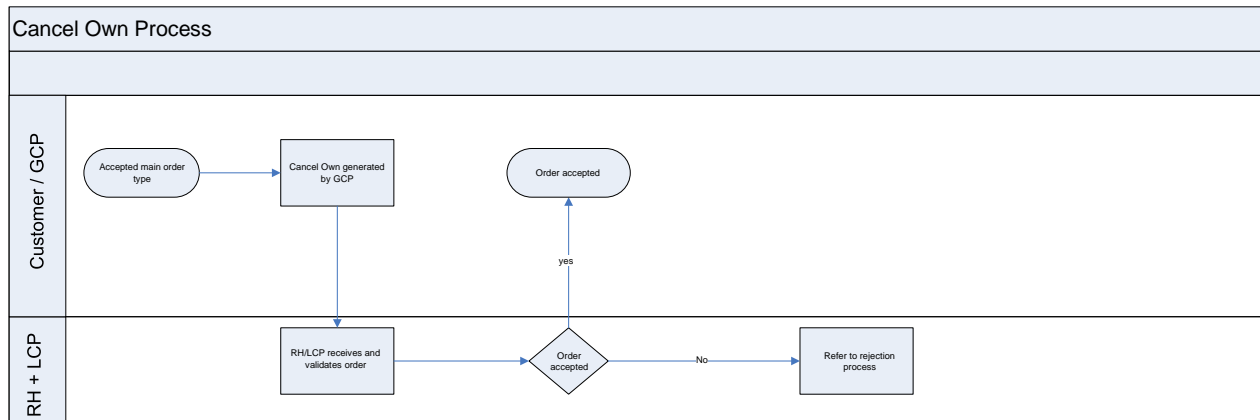 Cancel Own Process
Customer / GCP
Accepted main order
type
Cancel Own generated
by GCP
Order accepted
yes
RH + LCP
RH/LCP receives and
validates order
Order
accepted
No
Refer to rejection
process